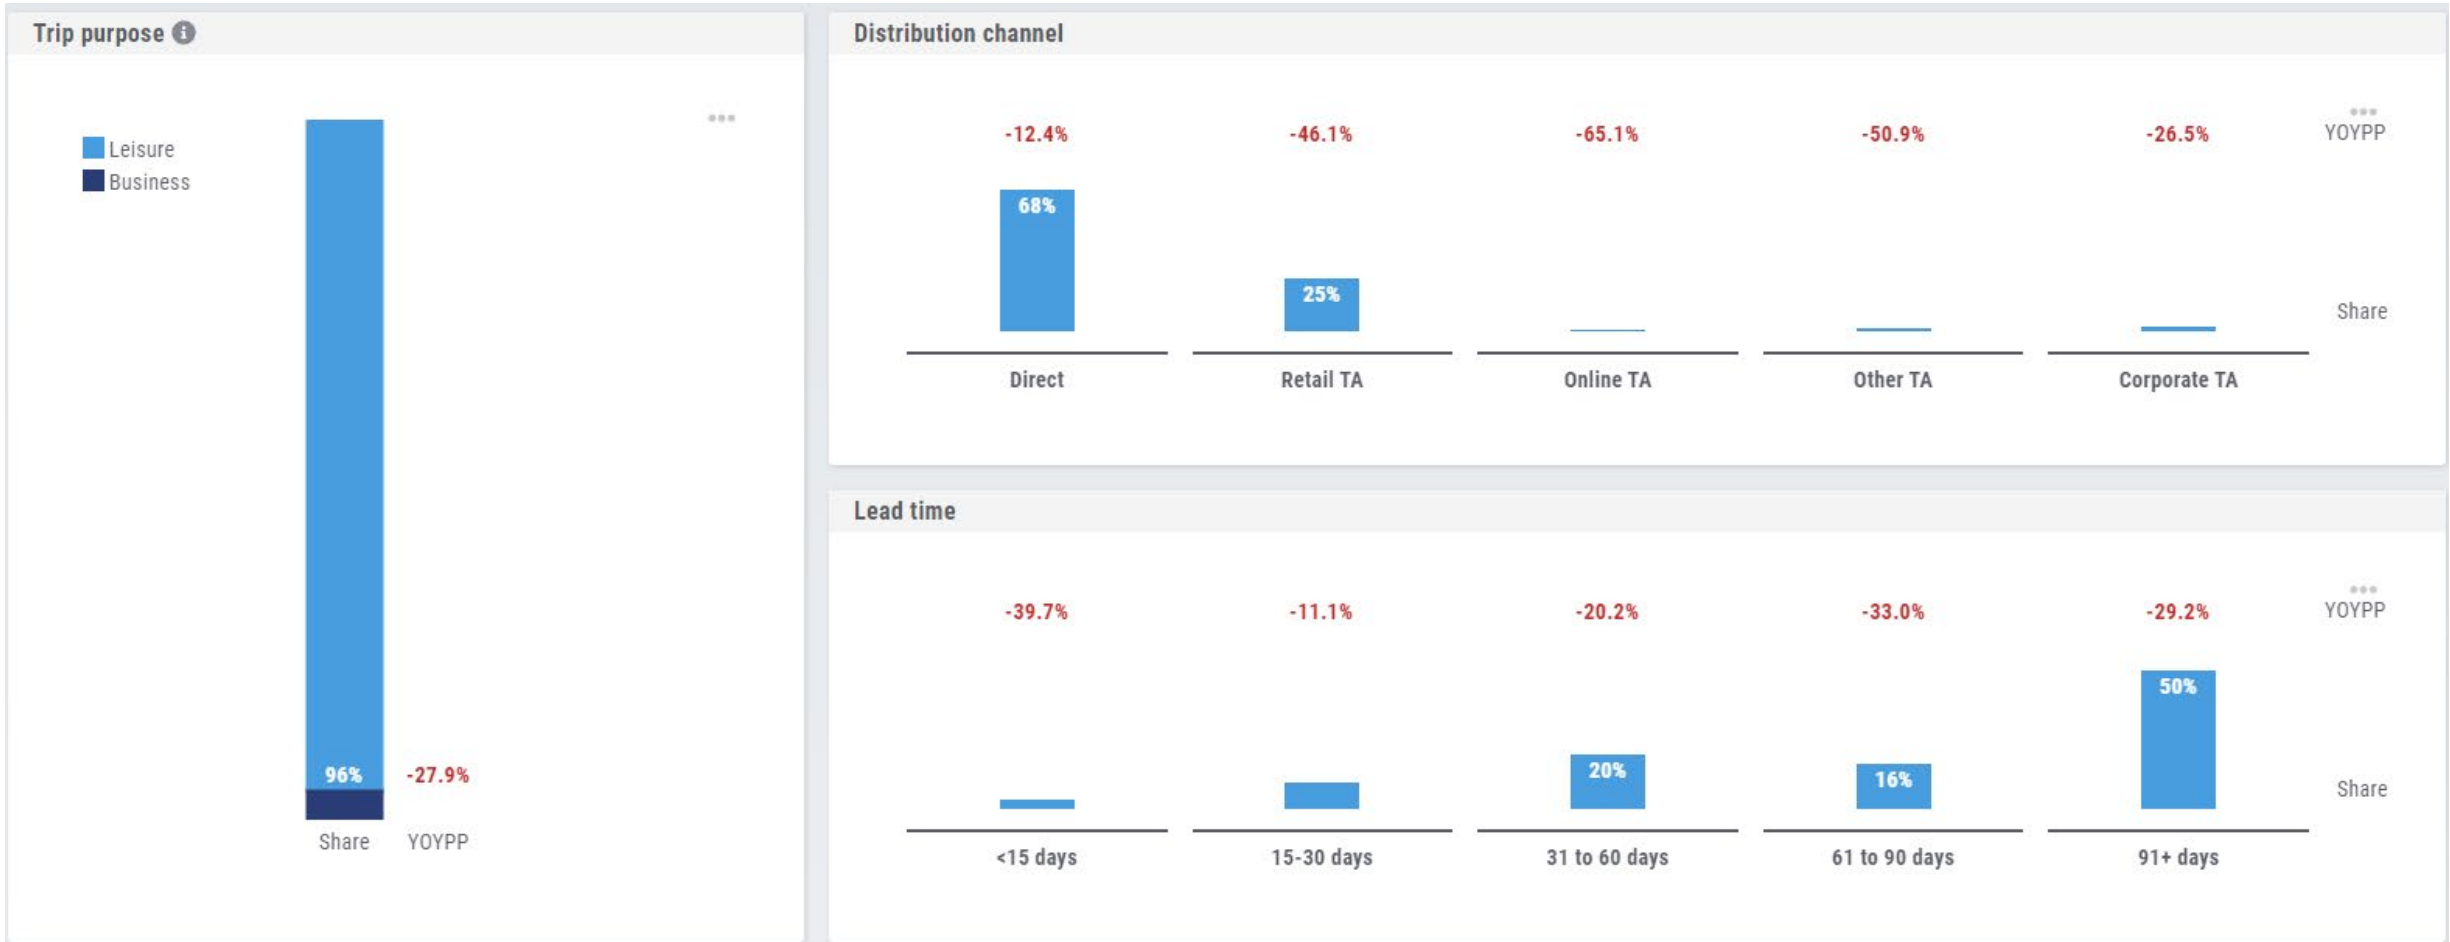 Trip purpose
Leisure
Business
96%
-27.9%
Share YOYPP
Distribution channel
-12.4% -46.1% -65.1% -50.9% -26.5% YOYPP
68%
25%
Share
Direct Retail TA Online TA Other TA Corporate TA
Lead time
-39.7% -11.1% -20.2% -33.0% -29.2% YOYPP
50%
20%
16%
Share
<15 days 15-30 days 31 to 60 days 61 to 90 days 91+ days